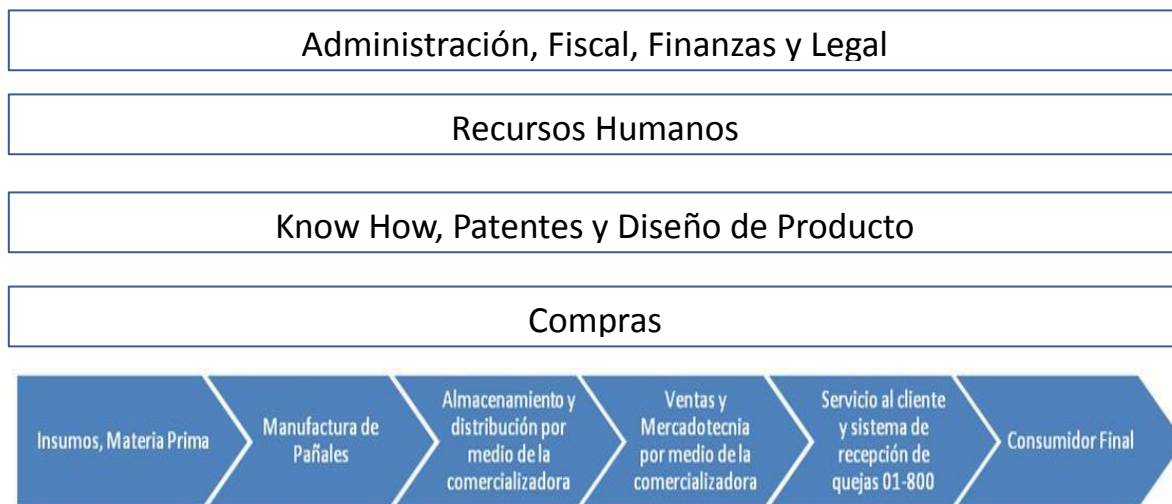 Administración, Fiscal, Finanzas y Legal
Recursos Humanos
Know How, Patentes y Diseño de Producto
Compras
Insumos, Materia Prima
Manufactura de
Pañales
Almacenamiento y
distribución por
medio de la
comercializadora
Ventas y
Mercadotecnia
por medio de la
comercializadora
Servicio al cliente
y sistema de
recepción de
quejas 01-800
Consumidor Final